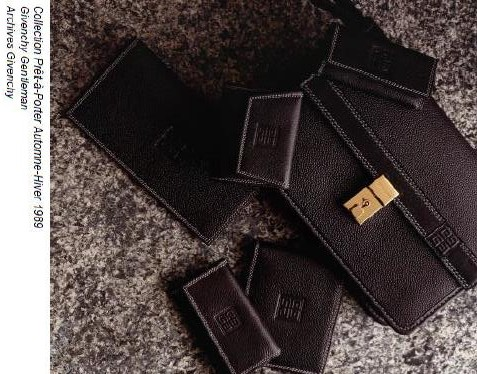 Collection Prêt-à-Porter Automne-Hiver 1989
Givenchy Gentleman
Archives Givenchy